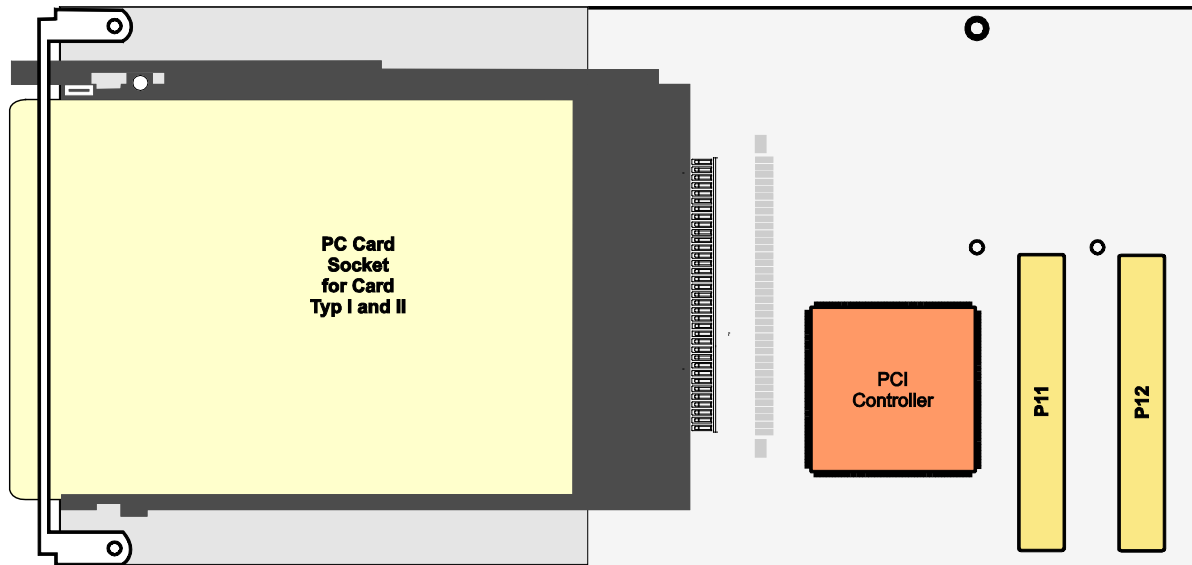 PC Card
Socket
for Card
Typ I and II
PCI
Controller
P11
P12